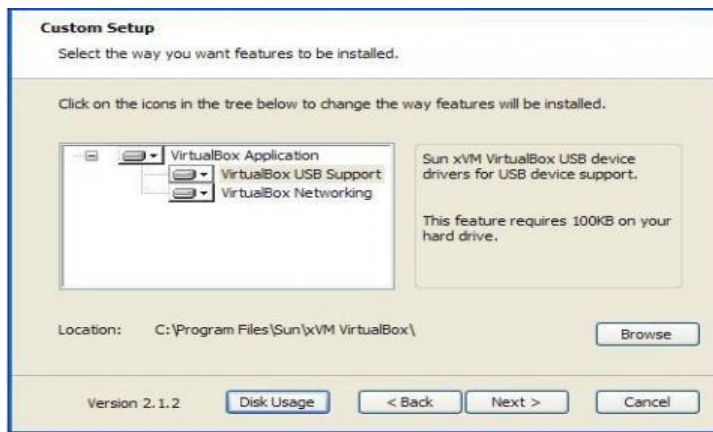 Custom Setup
Select the way you want features to be installed.
Click on the icons in the tree below to change the way features will be installed.
VirtualBox Application
VirtualBox USB Support
VirtualBox Networking
Sun xVM VirtualBox USB device
drivers for USB device support.
This feature requires 100KB on your
hard drive.
Location: C:\Program Files\Sun\xVM VirtualBox\
Browse
Version 2.1.2
Disk Usage
< Back
Next >
Cancel